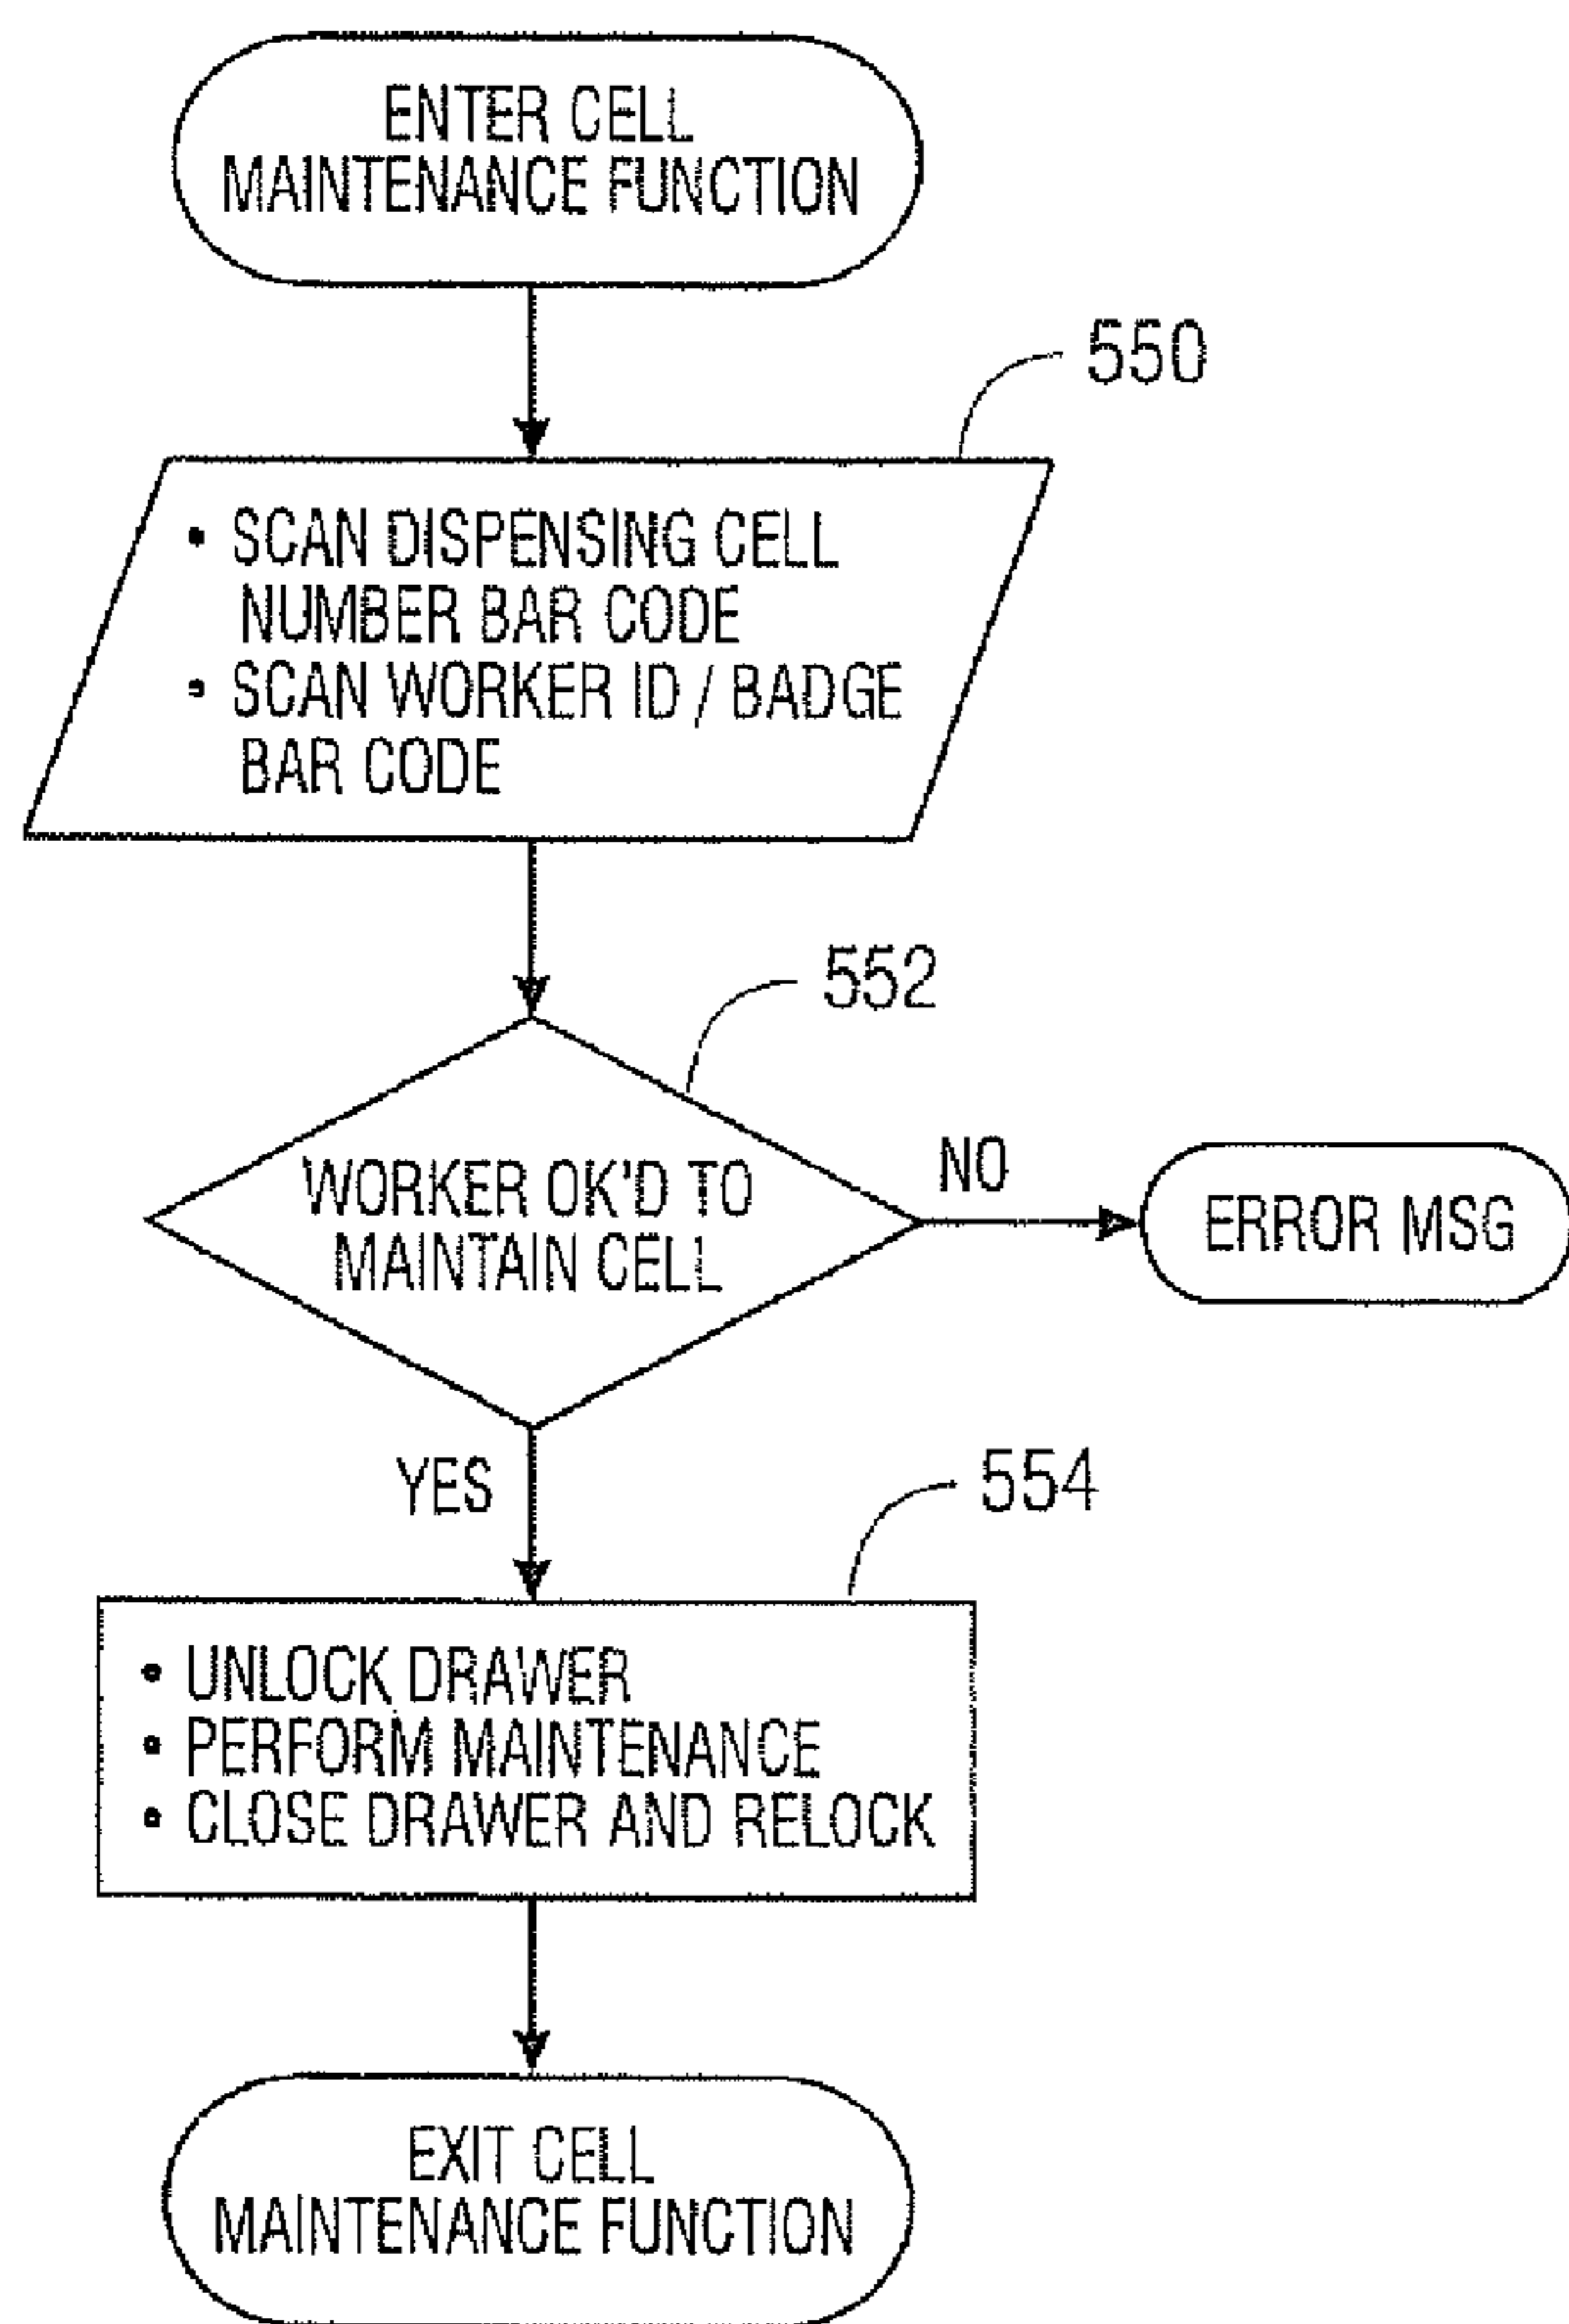 ENTER CELL
MAINTENANCE FUNCTION
550
• SCAN DISPENSING CELL
NUMBER BAR CODE
• SCAN WORKER ID / BADGE
BAR CODE
552
WORKER OK'D TO
MAINTAIN CELL
NO
ERROR MSG
YES
554
• UNLOCK DRAWER
• PERFORM MAINTENANCE
• CLOSE DRAWER AND RELOCK
EXIT CELL
MAINTENANCE FUNCTION